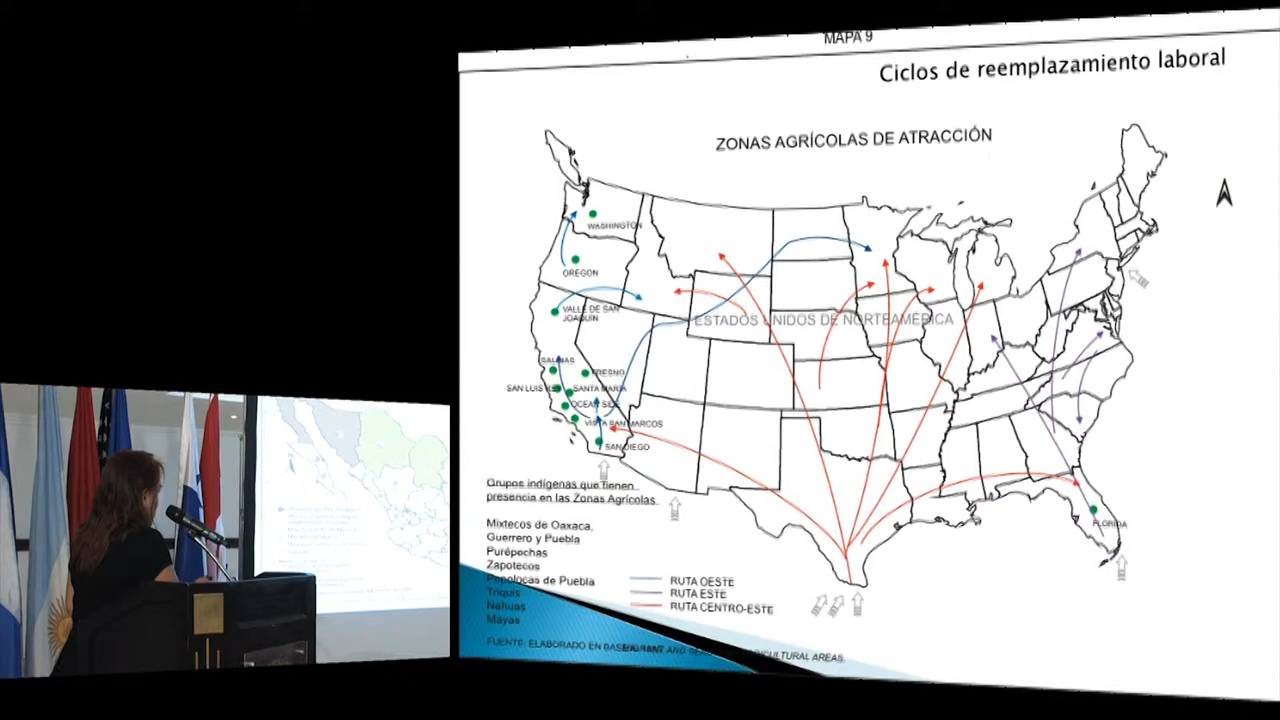 MAPA 9
Ciclos de reemplazamiento laboral
ZONAS AGRÍCOLAS DE ATRACCIÓN
WASHINGTON
OREGON
VALLE DE SAN
JOAQUIN
ESTADOS UNIDOS DE NORTEAMÉRICA
SALINAS
FRESNO
SAN LUIS
SANTA MARIA
OCEAN SIDE
VISTA SAN MARCOS
SAN DIEGO
FLORIDA
Grupos indígenas que tienen
presencia en las Zonas Agrícolas.
Mixtecos de Oaxaca,
Guerrero y Puebla
Purépechas
Zapotecos
Popolocas de Puebla
Triquis
Nahuas
Mayas
RUTA OESTE
RUTA ESTE
RUTA CENTRO-ESTE
FUENTE: ELABORADO EN BASE
AGRICULTURAL AREAS